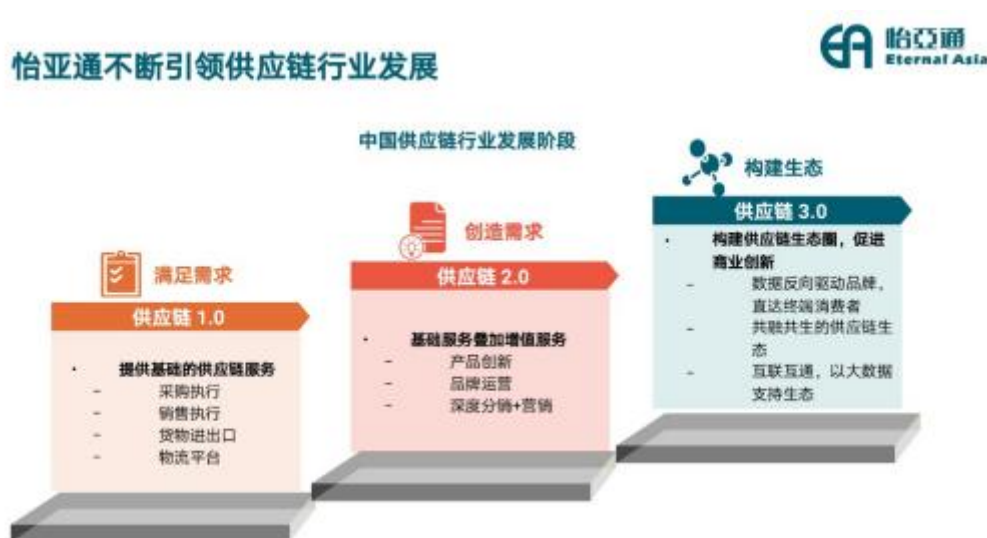 怡亚通不断引领供应链行业发展
怡亞通
Eternal Asia
中国供应链行业发展阶段
满足需求
供应链 1.0
• 提供基础的供应链服务
– 采购执行
– 销售执行
– 货物进出口
– 物流平台
创造需求
供应链 2.0
• 基础服务叠加增值服务
– 产品创新
– 品牌运营
– 深度分销+营销
构建生态
供应链 3.0
• 构建供应链生态圈，促进
商业创新
– 数据反向驱动品牌，
直达终端消费者
– 共融共生的供应链生
态
– 互联互通，以大数据
支持生态